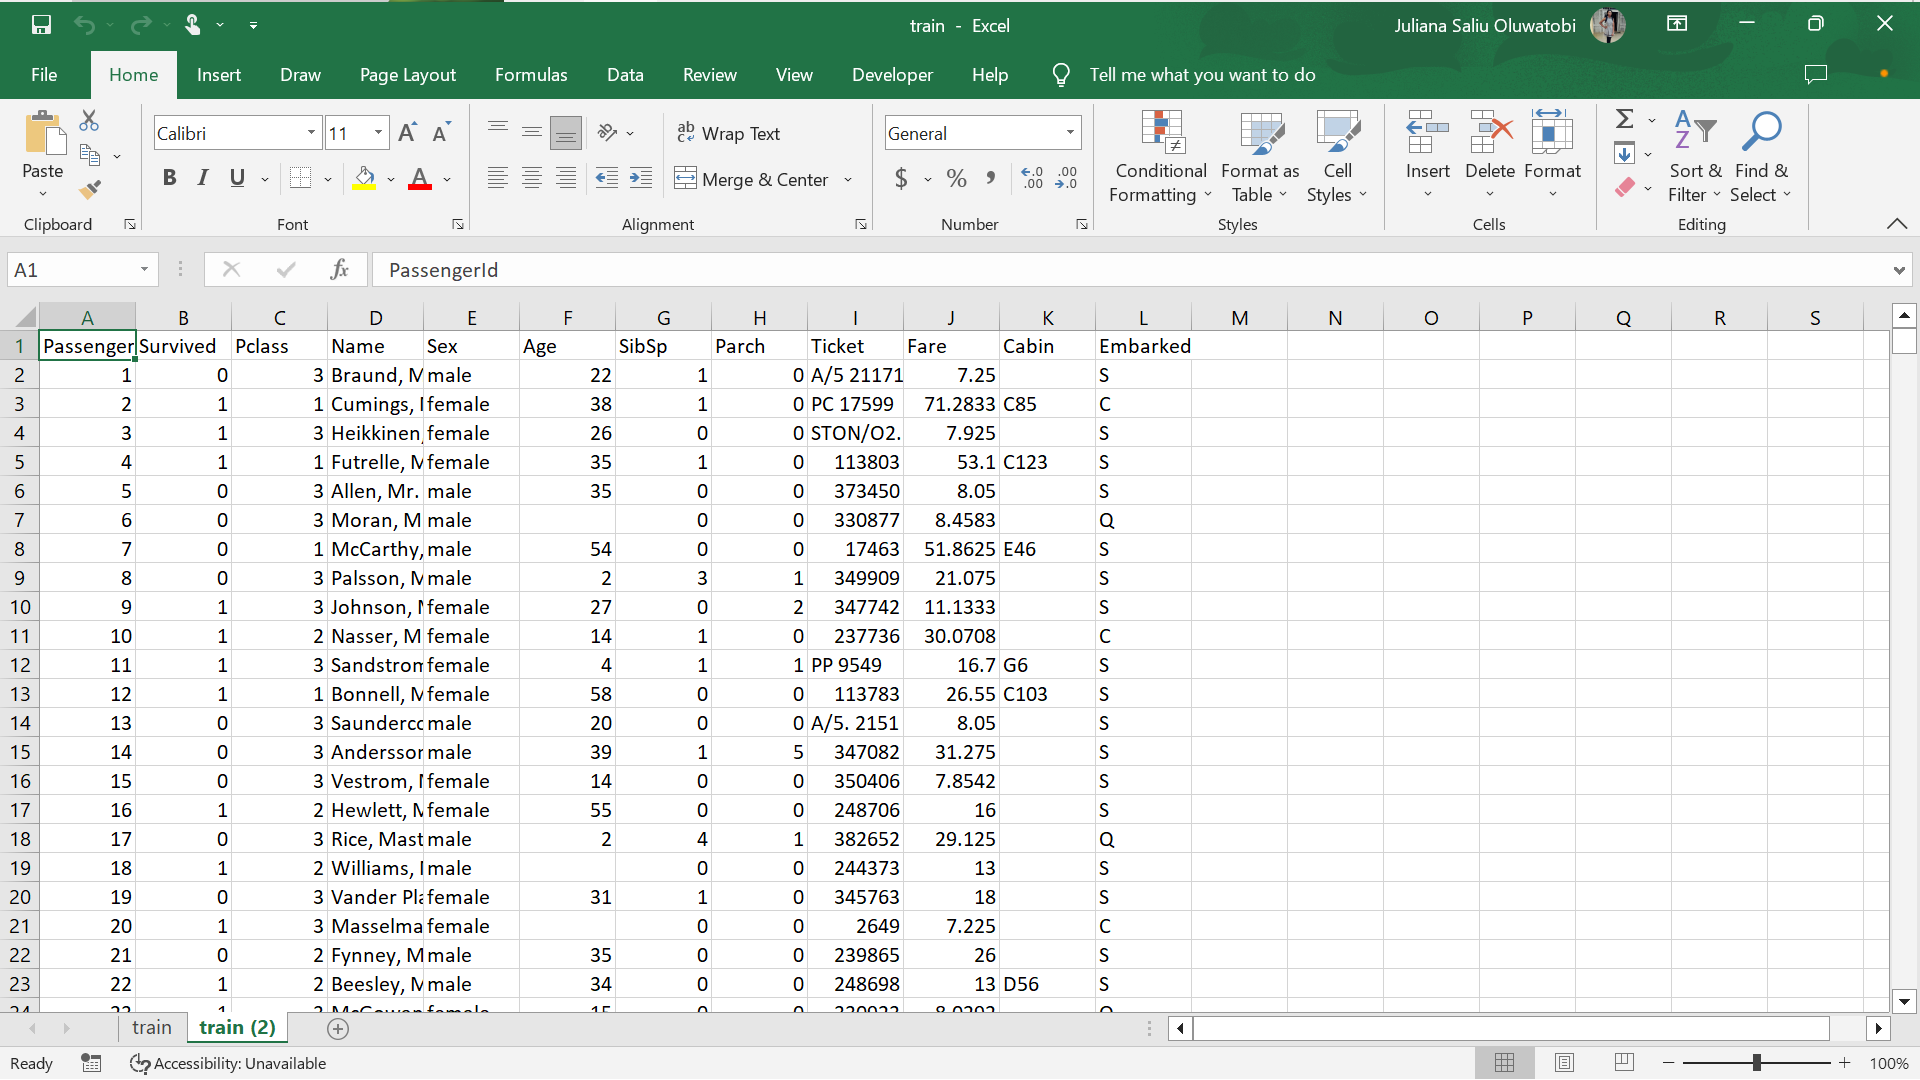 train - Excel
Juliana Saliu Oluwatobi
File Home Insert Draw Page Layout Formulas Data Review View Developer Help Tell me what you want to do
Paste
Clipboard
Calibri 11
B I U
Font
Wrap Text
Merge & Center
Alignment
General
$ % ,
Number
Conditional Formatting
Format as Table
Cell Styles
Styles
Insert Delete Format
Cells
Sort & Filter
Find & Select
Editing
A1 fx PassengerId
A B C D E F G H I J K L M N O P Q R S
1 Passenger Survived Pclass Name Sex Age SibSp Parch Ticket Fare Cabin Embarked
2 1 0 3 Braund, M male 22 1 0 A/5 21171 7.25 S
3 2 1 1 Cumings, female 38 1 0 PC 17599 71.2833 C85 C
4 3 1 3 Heikkinen, female 26 0 0 STON/O2. 7.925 S
5 4 1 1 Futrelle, M female 35 1 0 113803 53.1 C123 S
6 5 0 3 Allen, Mr. male 35 0 0 373450 8.05 S
7 6 0 3 Moran, M male 0 0 330877 8.4583 Q
8 7 0 1 McCarthy, male 54 0 0 17463 51.8625 E46 S
9 8 0 3 Palsson, M male 2 3 1 349909 21.075 S
10 9 1 3 Johnson, female 27 0 2 347742 11.1333 S
11 10 1 2 Nasser, M female 14 1 0 237736 30.0708 C
12 11 1 3 Sandstrom female 4 1 1 PP 9549 16.7 G6 S
13 12 1 1 Bonnell, M female 58 0 0 113783 26.55 C103 S
14 13 0 3 Saunderco male 20 0 0 A/5. 2151 8.05 S
15 14 0 3 Andersson male 39 1 5 347082 31.275 S
16 15 0 3 Vestrom, female 14 0 0 350406 7.8542 S
17 16 1 2 Hewlett, M female 55 0 0 248706 16 S
18 17 0 3 Rice, Mast male 2 4 1 382652 29.125 Q
19 18 1 2 Williams, male 0 0 244373 13 S
20 19 0 3 Vander Pla female 31 1 0 345763 18 S
21 20 1 3 Masselma female 0 0 2649 7.225 C
22 21 0 2 Fynney, M male 35 0 0 239865 26 S
23 22 1 2 Beesley, M male 34 0 0 248698 13 D56 S
train train (2)
Ready Accessibility: Unavailable 100%